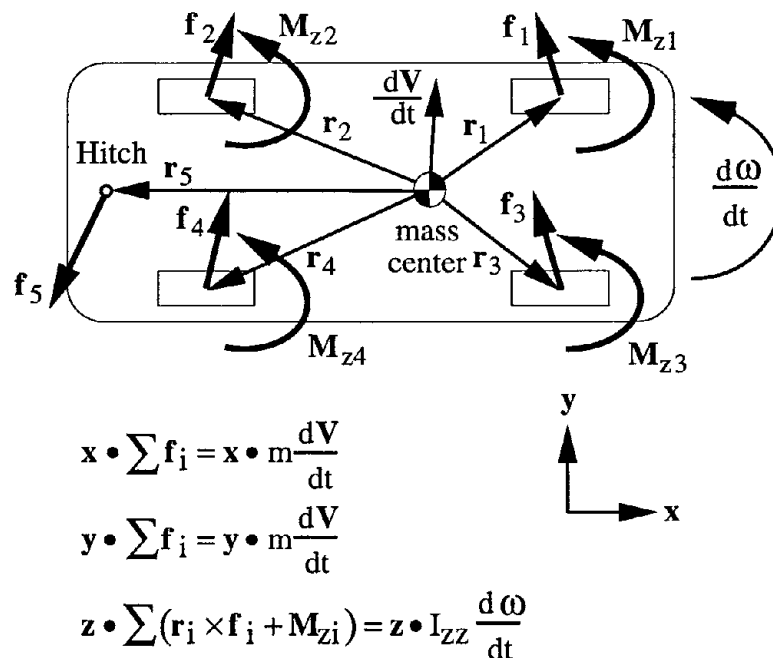 f2 Mz2 f1 Mz1
dV
dt
r2 r1
Hitch r5
dω
dt
f4 f3
mass
center r3
f5 r4
Mz4 Mz3
y
x • ∑ fi = x • m dV/dt
x
y • ∑ fi = y • m dV/dt
z • ∑(ri × fi + Mzi) = z • Izz dω/dt